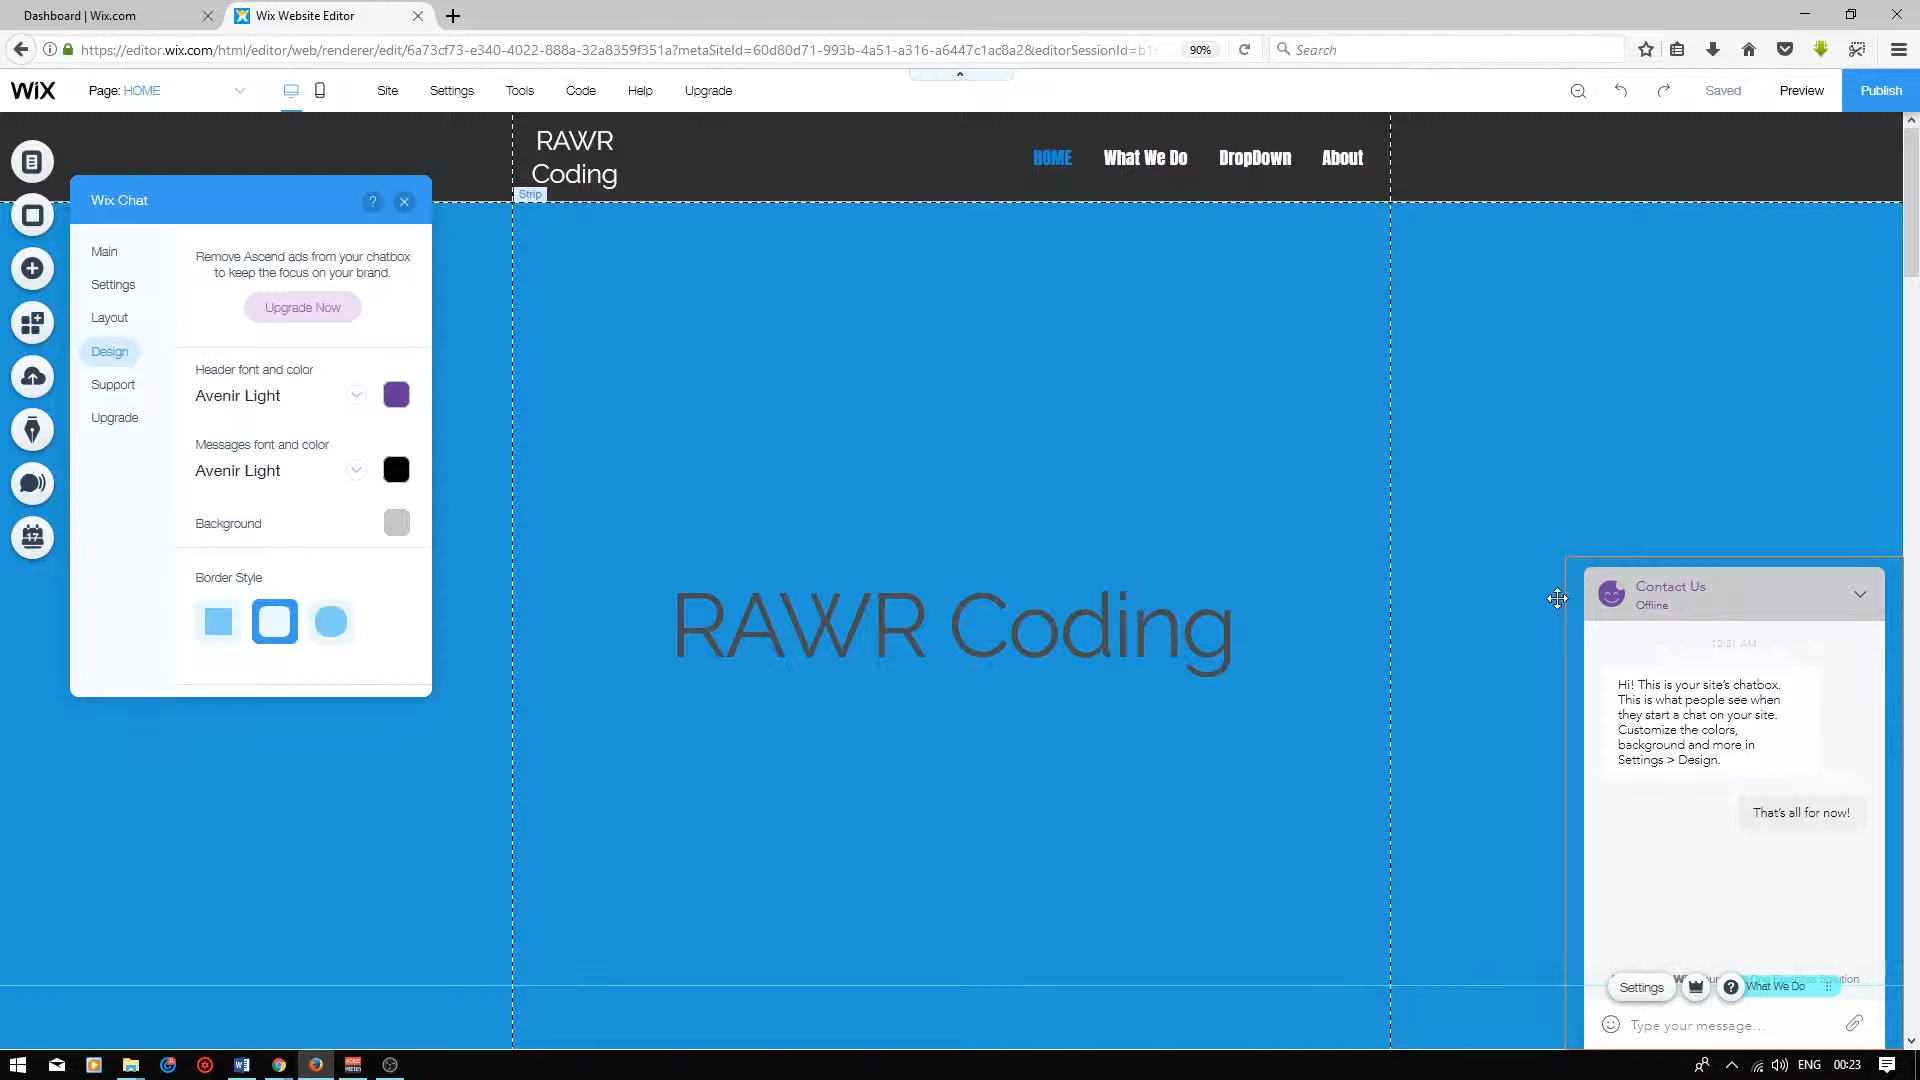 Dashboard | Wix.com
Wix Website Editor
https://editor.wix.com/html/editor/web/renderer/edit/6a73cf73-e340-4022-888a-32a8359f351a?metaSiteId=60d80d71-993b-4a51-a316-a6447c1ac8a2&editorSessionId=b1
90%
Search
WiX
Page: HOME
Site
Settings
Tools
Code
Help
Upgrade
Saved
Preview
Publish
RAWR
Coding
HOME
What We Do
DropDown
About
Strip
Wix Chat
?
Main
Settings
Layout
Design
Support
Upgrade
Remove Ascend ads from your chatbox
to keep the focus on your brand.
Upgrade Now
Header font and color
Avenir Light
Messages font and color
Avenir Light
Background
Border Style
17
RAWR Coding
Contact Us
Offline
12:21 AM
Hi! This is your site's chatbox.
This is what people see when
they start a chat on your site.
Customize the colors,
background and more in
Settings > Design.
That's all for now!
One Business Solution
Settings
?
What We Do
Type your message...
ENG
00:23